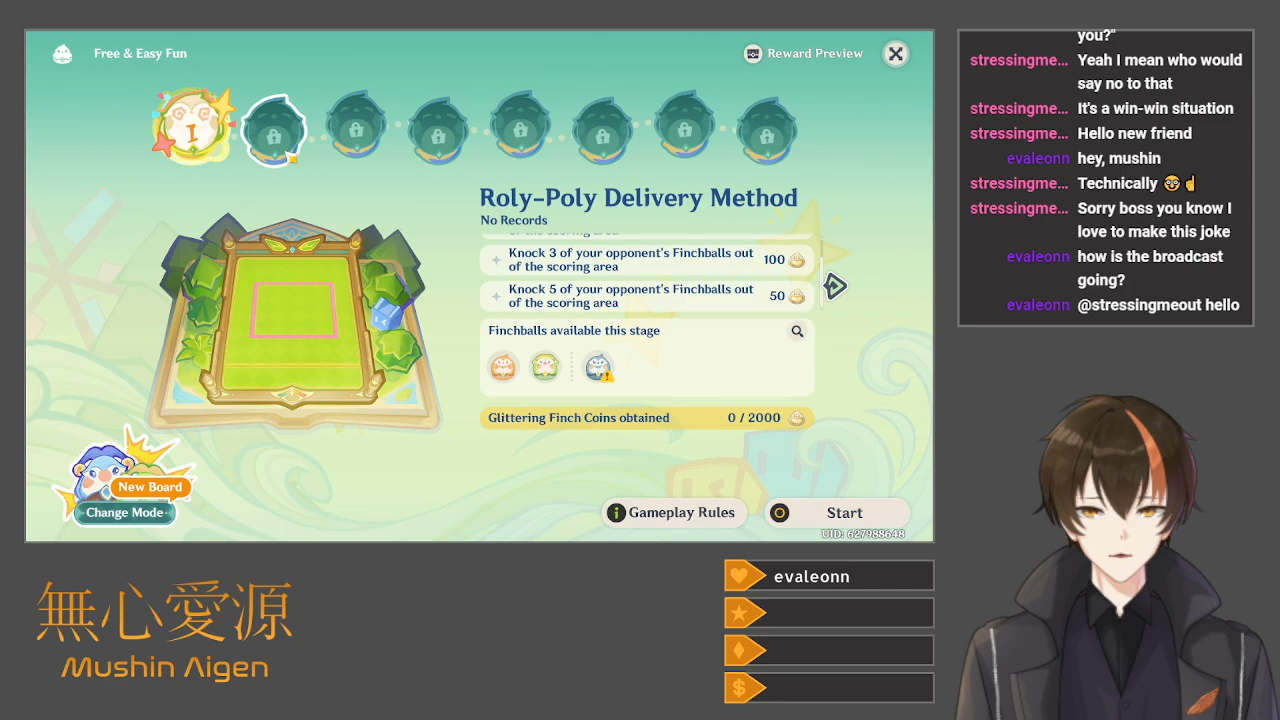 Free & Easy Fun
Reward Preview
I
Roly-Poly Delivery Method
No Records
of the scoring area
Knock 3 of your opponent's Finchballs out
of the scoring area
100
Knock 5 of your opponent's Finchballs out
of the scoring area
50
Finchballs available this stage
Glittering Finch Coins obtained
0 / 2000
New Board
Change Mode
Gameplay Rules
Start
UID: 627988648
you?"
stressingme... Yeah I mean who would
say no to that
stressingme... It's a win-win situation
stressingme... Hello new friend
evaleonn hey, mushin
stressingme... Technically 🤓☝️
stressingme... Sorry boss you know I
love to make this joke
evaleonn how is the broadcast
going?
evaleonn @stressingmeout hello
無心愛源
Mushin Aigen
evaleonn
$